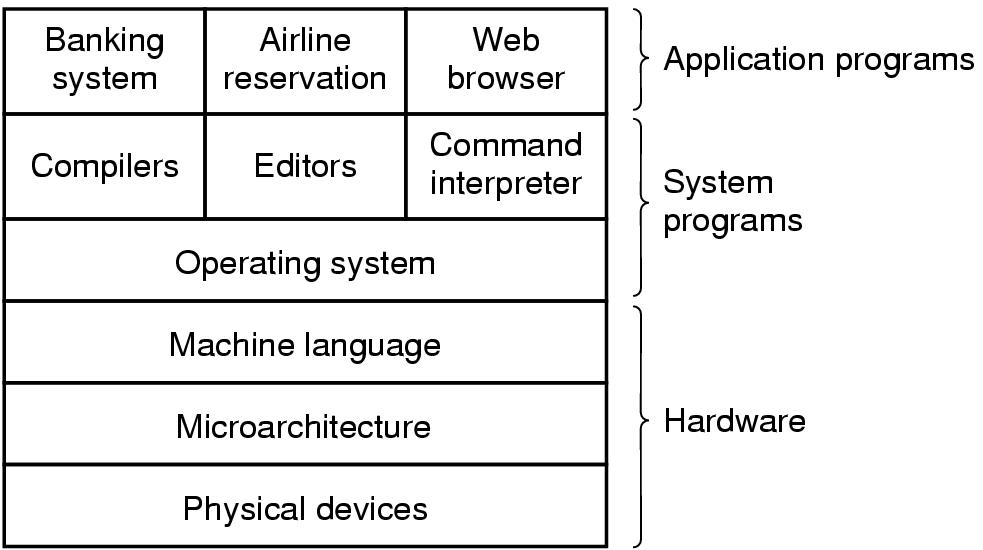 Banking
system
Airline
reservation
Web
browser
Application programs
Compilers
Editors
Command
interpreter
System
programs
Operating system
Machine language
Microarchitecture
Hardware
Physical devices